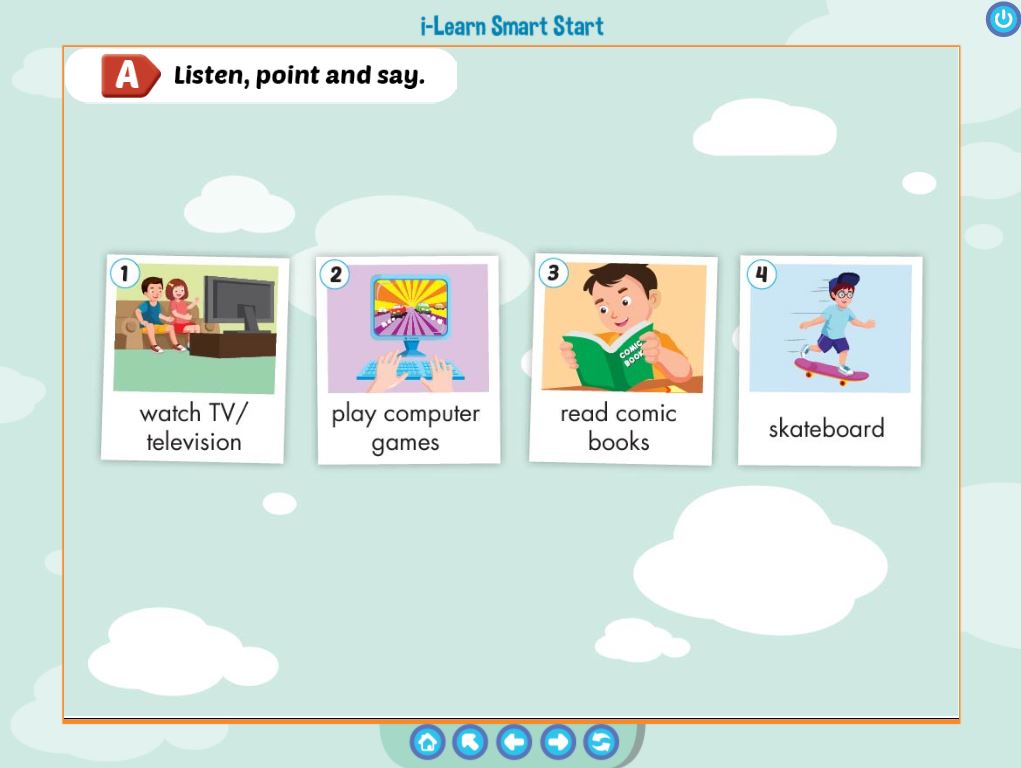 i-Learn Smart Start
A Listen, point and say.
1
watch TV/
television
2
play computer
games
3
COMIC
BOOK
read comic
books
4
skateboard